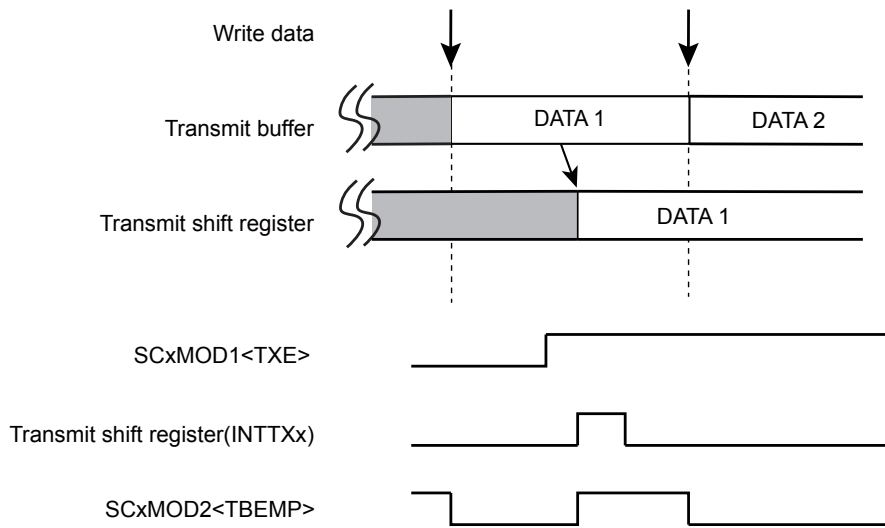 Write data
Transmit buffer
DATA 1
DATA 2
Transmit shift register
DATA 1
SCxMOD1<TXE>
Transmit shift register(INTTXx)
SCxMOD2<TBEMP>